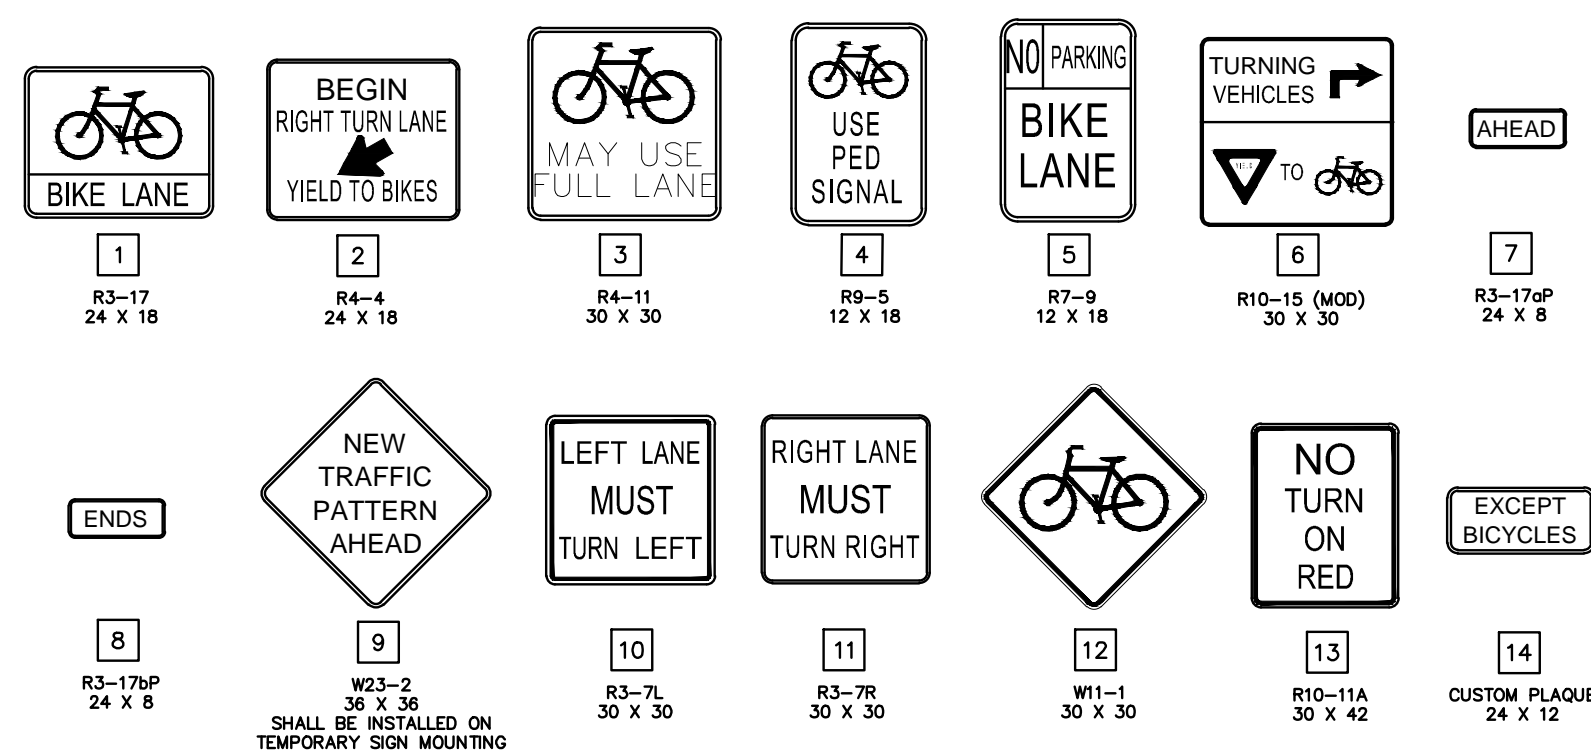 BIKE LANE
1
R3-17
24 X 18
BEGIN
RIGHT TURN LANE
YIELD TO BIKES
2
R4-4
24 X 18
MAY USE
FULL LANE
3
R4-11
30 X 30
USE
PED
SIGNAL
4
R9-5
12 X 18
NO PARKING
BIKE
LANE
5
R7-9
12 X 18
TURNING
VEHICLES
YIELD
TO
6
R10-15 (MOD)
30 X 30
AHEAD
7
R3-17aP
24 X 8
ENDS
8
R3-17bP
24 X 8
NEW
TRAFFIC
PATTERN
AHEAD
9
W23-2
36 X 36
SHALL BE INSTALLED ON
TEMPORARY SIGN MOUNTING
LEFT LANE
MUST
TURN LEFT
10
R3-7L
30 X 30
RIGHT LANE
MUST
TURN RIGHT
11
R3-7R
30 X 30
12
W11-1
30 X 30
NO
TURN
ON
RED
13
R10-11A
30 X 42
EXCEPT
BICYCLES
14
CUSTOM PLAQUE
24 X 12